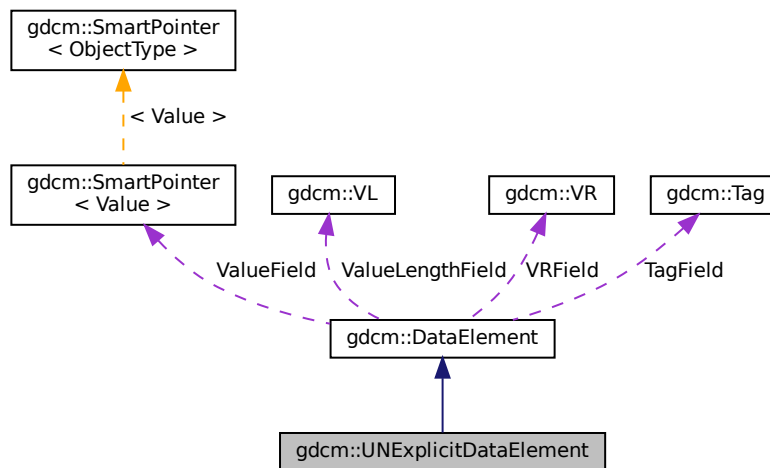 gdcm::SmartPointer
< ObjectType >
< Value >
gdcm::SmartPointer
< Value >
gdcm::VL
gdcm::VR
gdcm::Tag
ValueField
ValueLengthField
VRField
TagField
gdcm::DataElement
gdcm::UNExplicitDataElement